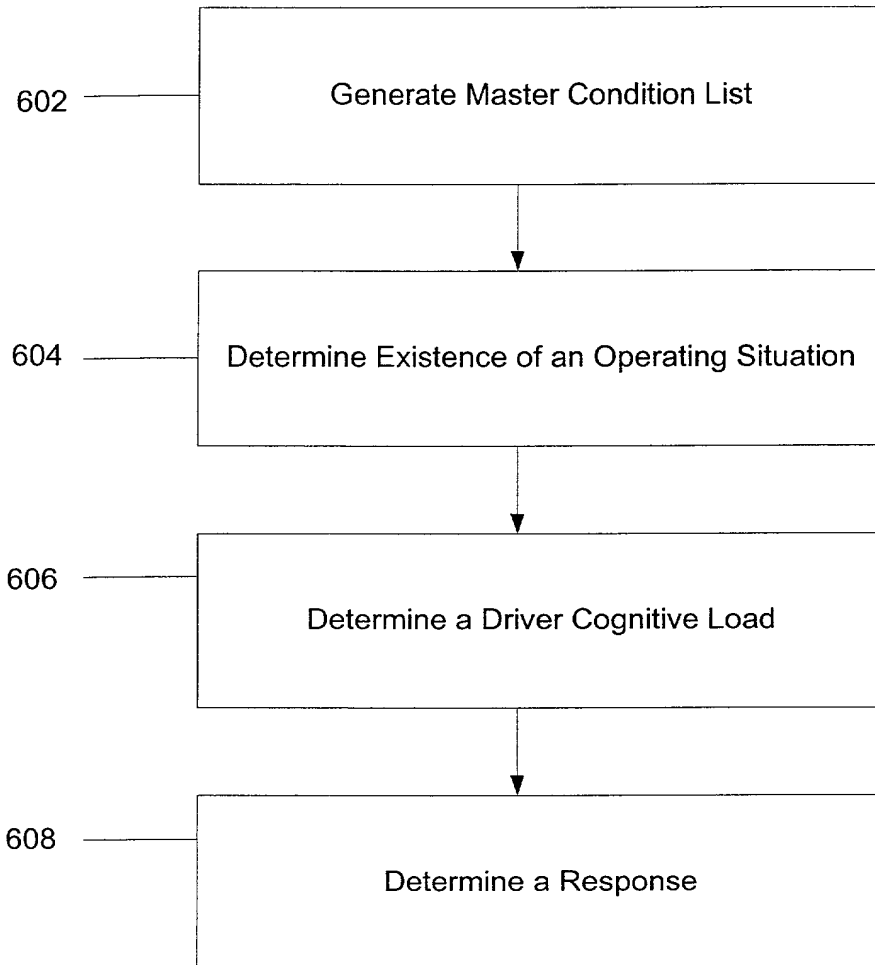 602
Generate Master Condition List
604
Determine Existence of an Operating Situation
606
Determine a Driver Cognitive Load
608
Determine a Response